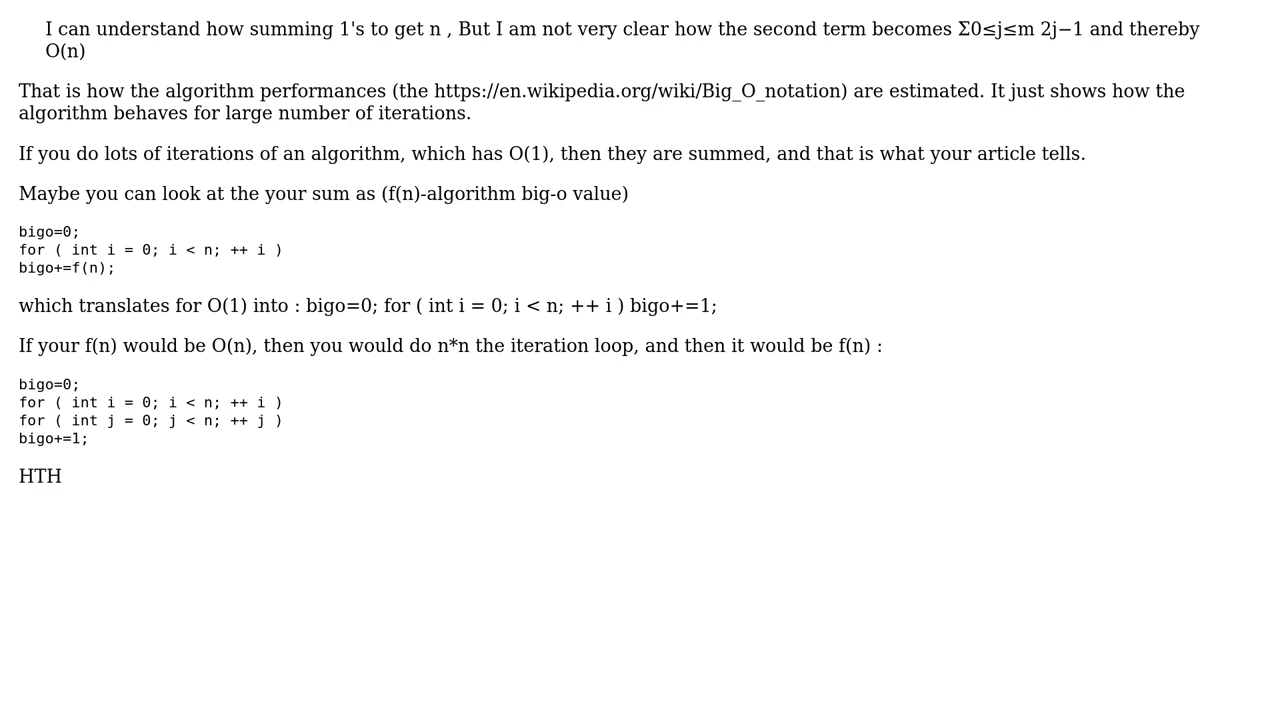 I can understand how summing 1's to get n , But I am not very clear how the second term becomes Σ0≤j≤m 2j−1 and thereby
O(n)
That is how the algorithm performances (the https://en.wikipedia.org/wiki/Big_O_notation) are estimated. It just shows how the
algorithm behaves for large number of iterations.
If you do lots of iterations of an algorithm, which has O(1), then they are summed, and that is what your article tells.
Maybe you can look at the your sum as (f(n)-algorithm big-o value)
bigo=0;
for ( int i = 0; i < n; ++ i )
bigo+=f(n);
which translates for O(1) into : bigo=0; for ( int i = 0; i < n; ++ i ) bigo+=1;
If your f(n) would be O(n), then you would do n*n the iteration loop, and then it would be f(n) :
bigo=0;
for ( int i = 0; i < n; ++ i )
for ( int j = 0; j < n; ++ j )
bigo+=1;
HTH